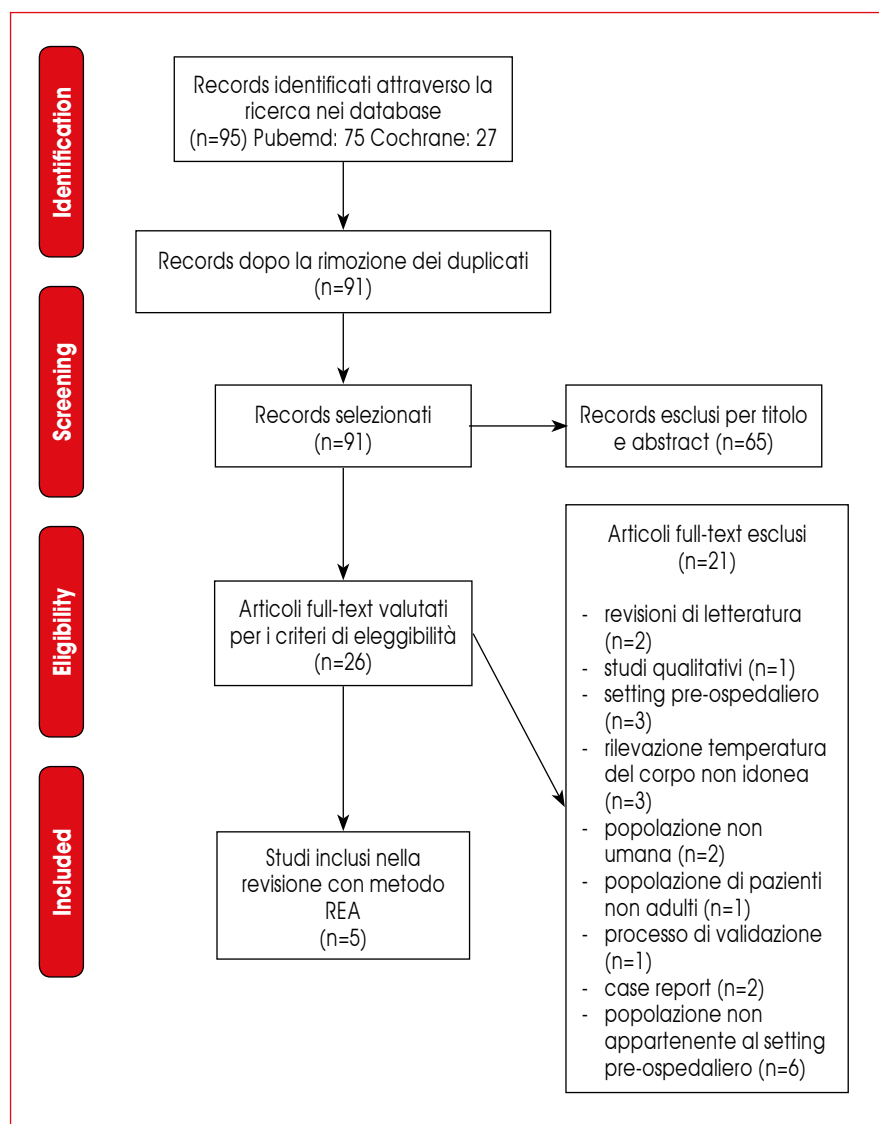 Identification
Records identificati attraverso la
ricerca nei database
(n=95) Pubemd: 75 Cochrane: 27
Records dopo la rimozione dei duplicati
(n=91)
Screening
Records selezionati
(n=91)
Records esclusi per titolo
e abstract (n=65)
Eligibility
Articoli full-text valutati
per i criteri di eleggibilità
(n=26)
Articoli full-text esclusi
(n=21)
- revisioni di letteratura
(n=2)
- studi qualitativi (n=1)
- setting pre-ospedaliero
(n=3)
- rilevazione temperatura
del corpo non idonea
(n=3)
- popolazione non
umana (n=2)
- popolazione di pazienti
non adulti (n=1)
- processo di validazione
(n=1)
- case report (n=2)
- popolazione non
appartenente al setting
pre-ospedaliero (n=6)
Included
Studi inclusi nella
revisione con metodo
REA
(n=5)